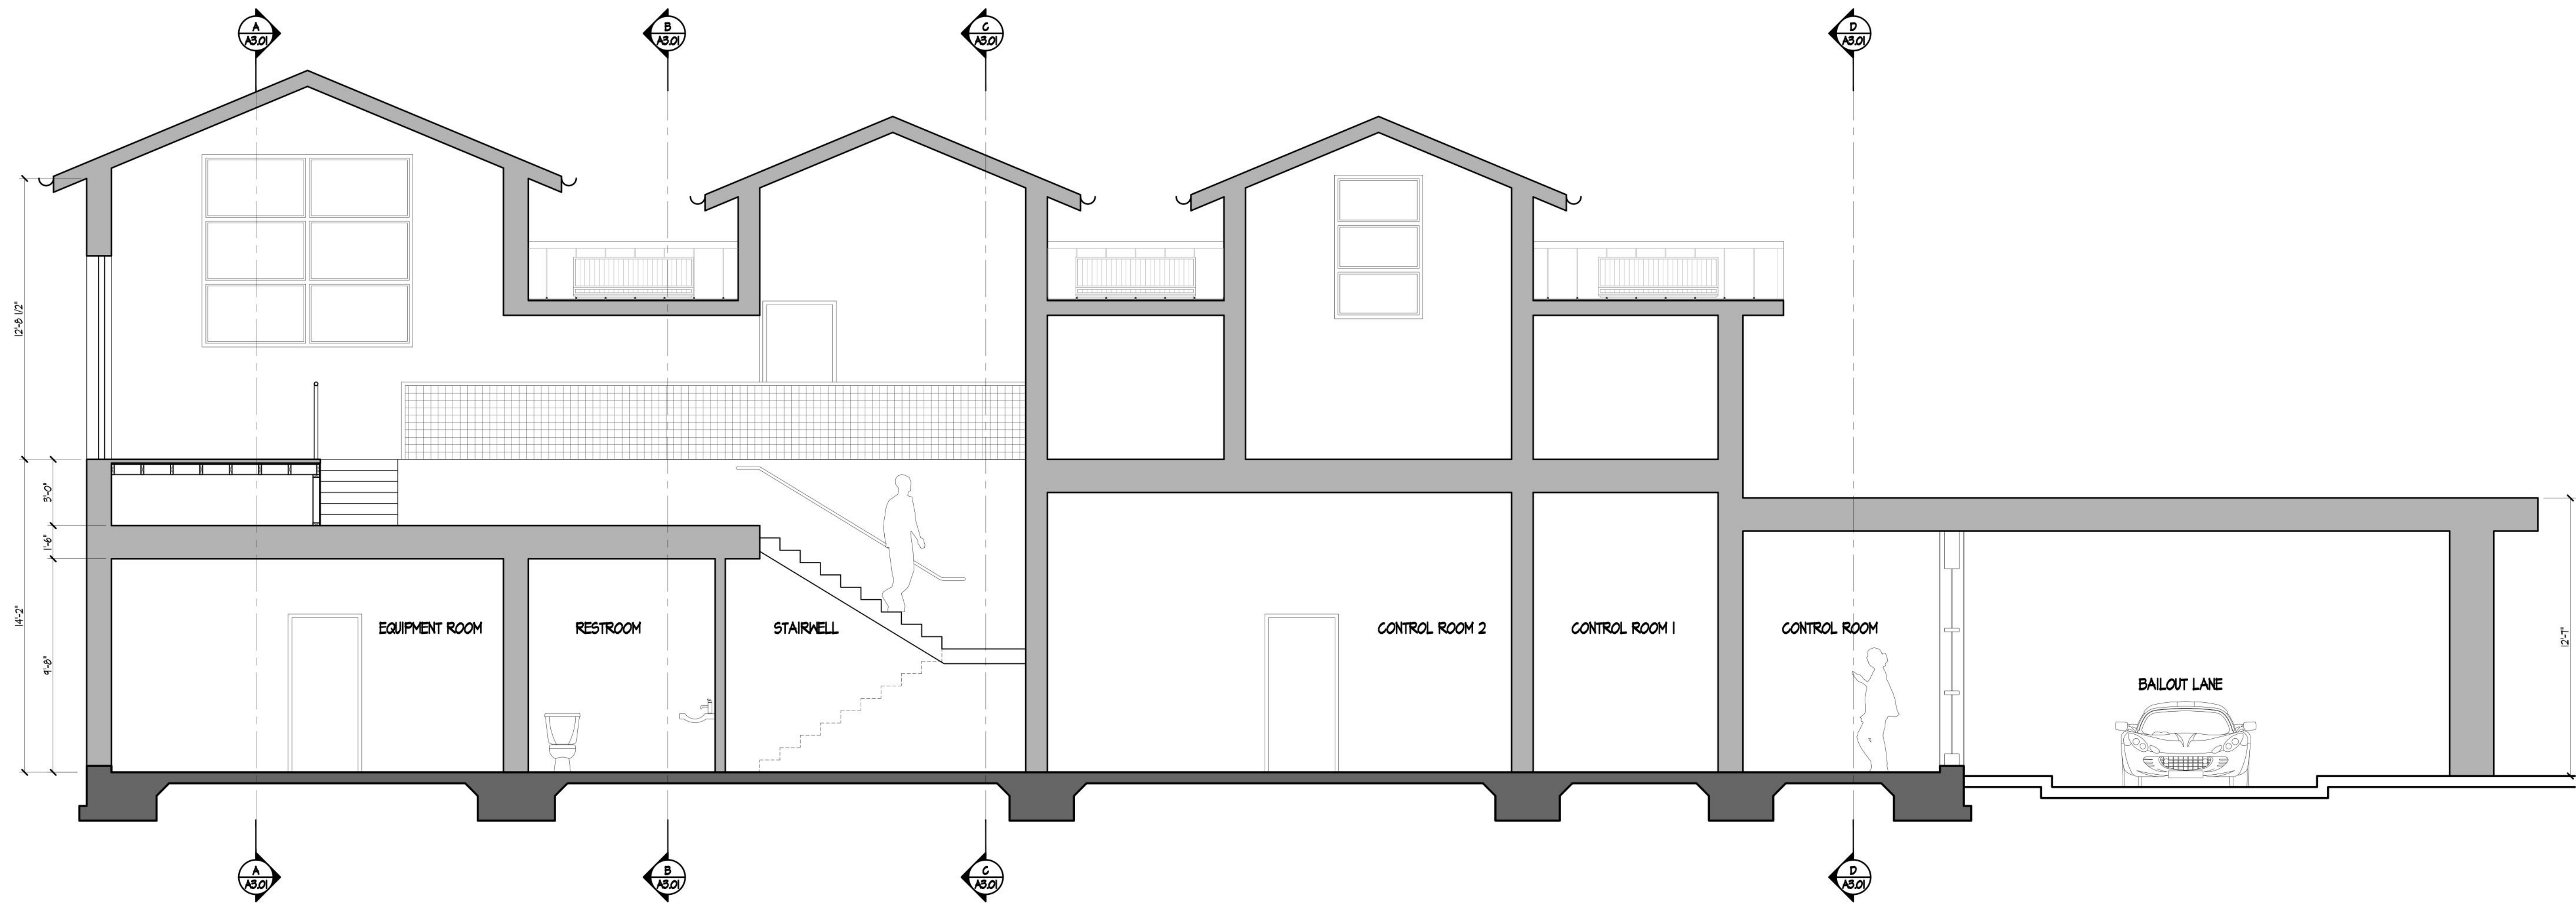 A
A3.01
B
A3.01
C
A3.01
D
A3.01
12'-8 1/2"
3'-0"
1'-6"
14'-2"
9'-8"
12'-7"
EQUIPMENT ROOM
RESTROOM
STAIRWELL
CONTROL ROOM 2
CONTROL ROOM 1
CONTROL ROOM
BAILOUT LANE
A
A3.01
B
A3.01
C
A3.01
D
A3.01